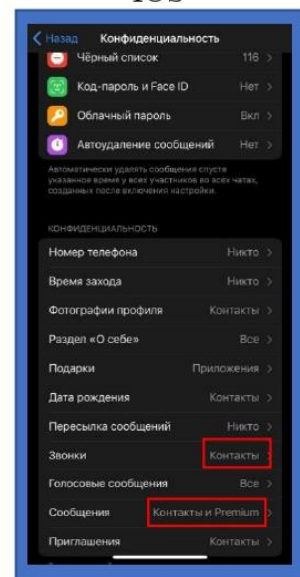 iOS
Назад Конфиденциальность
Чёрный список 116
Код-пароль и Face ID Нет
Облачный пароль Вкл
Автоудаление сообщений Нет
Автоматически удалять сообщения спустя
указанное время у всех участников во всех чатах,
созданных после включения настройки.
КОНФИДЕНЦИАЛЬНОСТЬ
Номер телефона Никто
Время захода Никто
Фотографии профиля Контакты
Раздел «О себе» Все
Подарки Приложения
Дата рождения Контакты
Пересылка сообщений Никто
Звонки Контакты
Голосовые сообщения Все
Сообщения Контакты и Premium
Приглашения Контакты